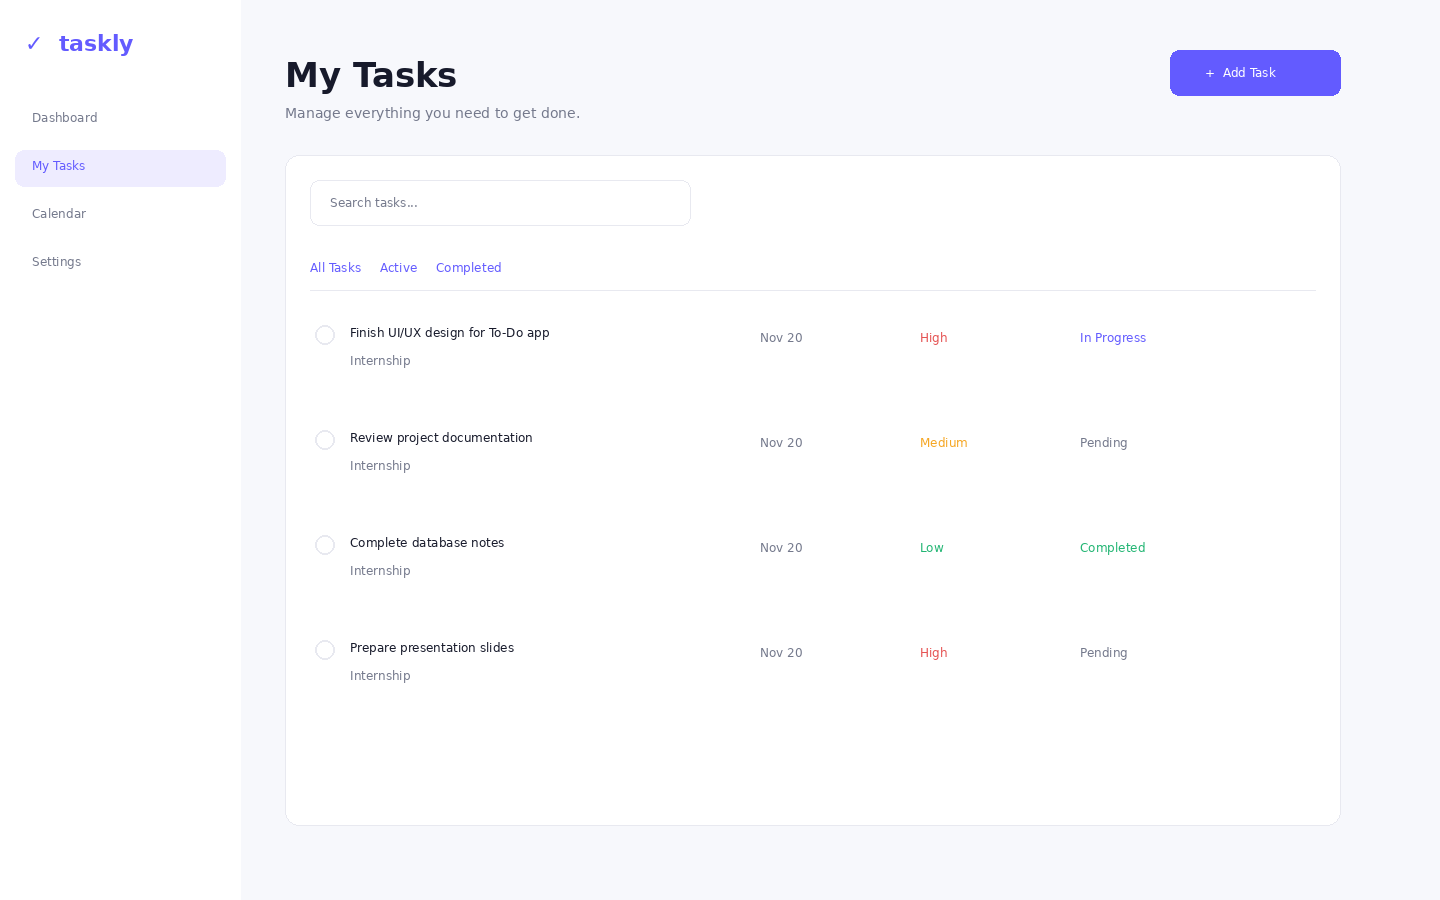 ✓ taskly
Dashboard
My Tasks
Calendar
Settings
My Tasks
Manage everything you need to get done.
+ Add Task
Search tasks...
All Tasks Active Completed
Finish UI/UX design for To-Do app Nov 20 High In Progress
Internship
Review project documentation Nov 20 Medium Pending
Internship
Complete database notes Nov 20 Low Completed
Internship
Prepare presentation slides Nov 20 High Pending
Internship